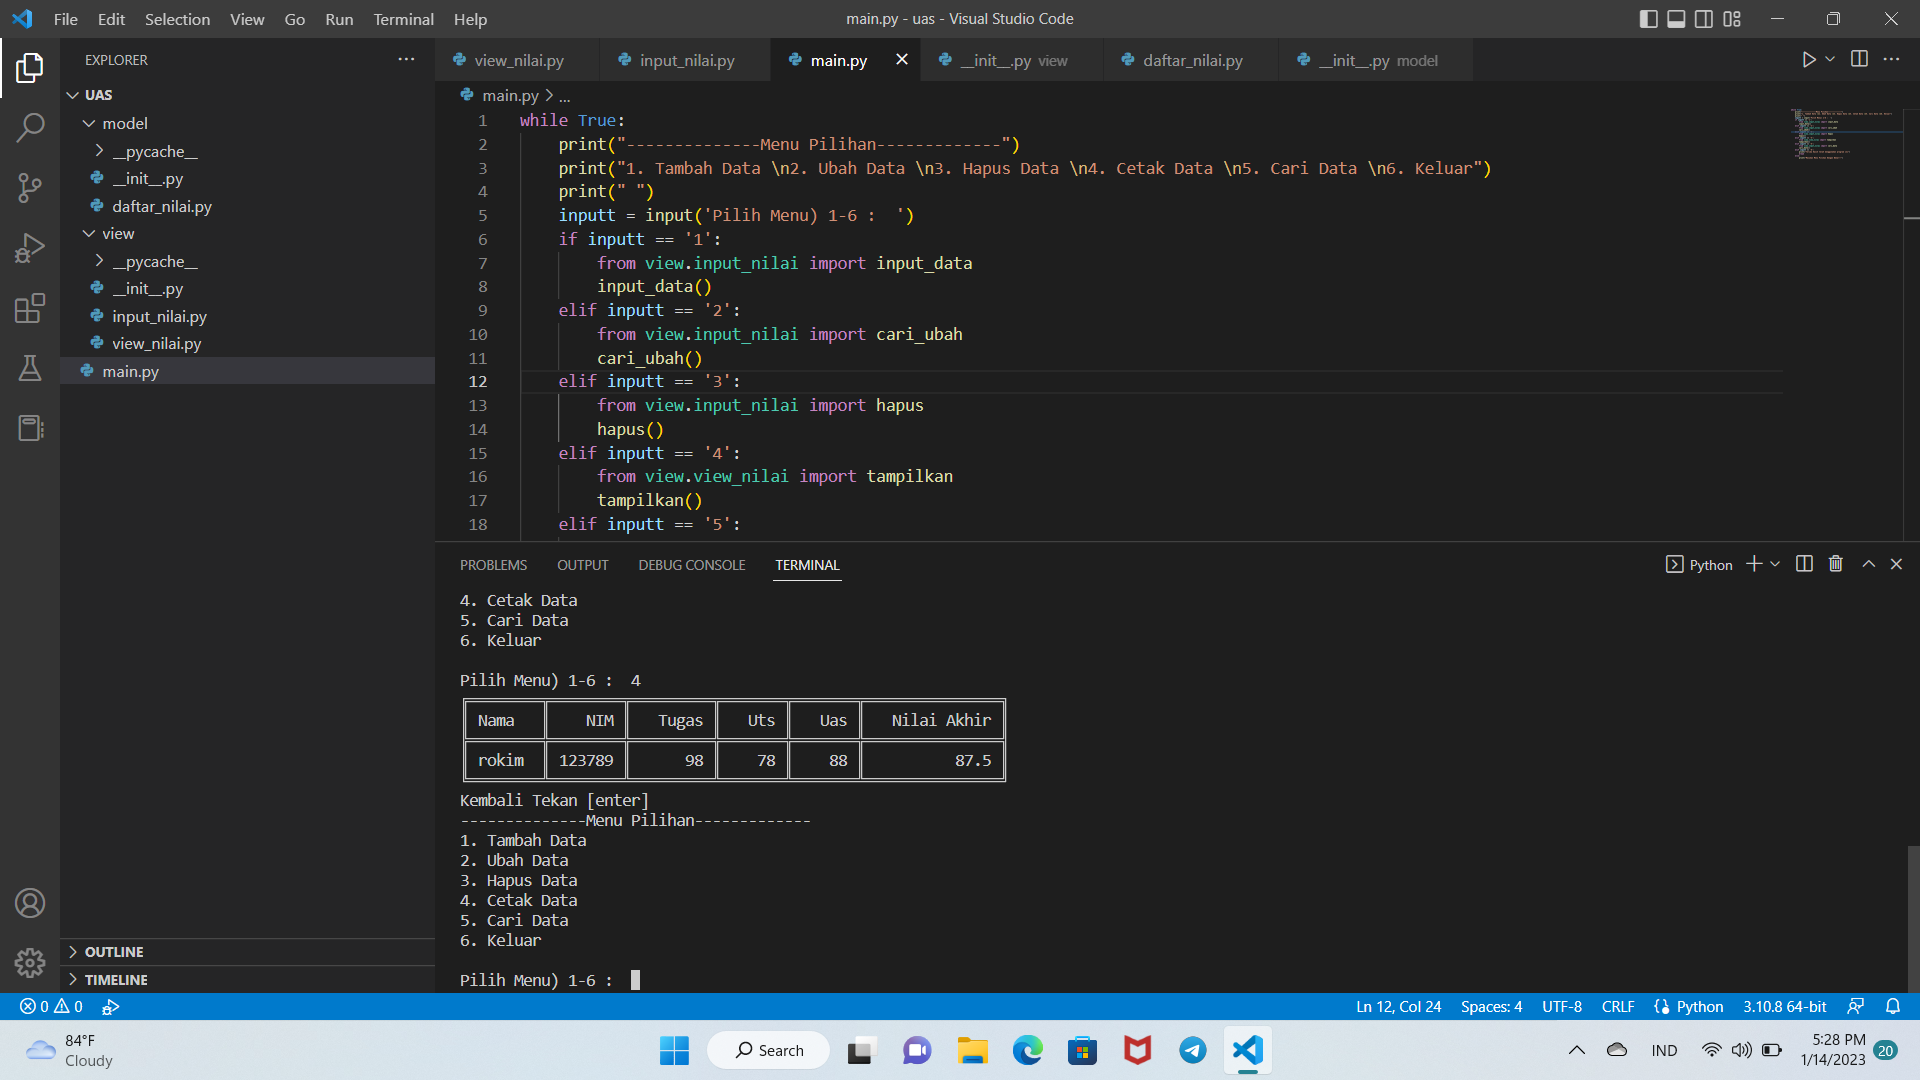 File Edit Selection View Go Run Terminal Help
main.py - uas - Visual Studio Code
EXPLORER
UAS
model
__pycache__
__init__.py
daftar_nilai.py
view
__pycache__
__init__.py
input_nilai.py
view_nilai.py
main.py
OUTLINE
TIMELINE
view_nilai.py input_nilai.py main.py __init__.py view daftar_nilai.py __init__.py model
main.py > ...
1 while True:
2 print("--------------Menu Pilihan-------------")
3 print("1. Tambah Data \n2. Ubah Data \n3. Hapus Data \n4. Cetak Data \n5. Cari Data \n6. Keluar")
4 print(" ")
5 inputt = input('Pilih Menu) 1-6 :  ')
6 if inputt == '1':
7 from view.input_nilai import input_data
8 input_data()
9 elif inputt == '2':
10 from view.input_nilai import cari_ubah
11 cari_ubah()
12 elif inputt == '3':
13 from view.input_nilai import hapus
14 hapus()
15 elif inputt == '4':
16 from view.view_nilai import tampilkan
17 tampilkan()
18 elif inputt == '5':
PROBLEMS OUTPUT DEBUG CONSOLE TERMINAL
Python
4. Cetak Data
5. Cari Data
6. Keluar
Pilih Menu) 1-6 :  4
Nama NIM Tugas Uts Uas Nilai Akhir
rokim 123789 98 78 88 87.5
Kembali Tekan [enter]
--------------Menu Pilihan-------------
1. Tambah Data
2. Ubah Data
3. Hapus Data
4. Cetak Data
5. Cari Data
6. Keluar
Pilih Menu) 1-6 :
0 0
Ln 12, Col 24 Spaces: 4 UTF-8 CRLF Python 3.10.8 64-bit
84°F
Cloudy
Search
IND
5:28 PM
1/14/2023
20